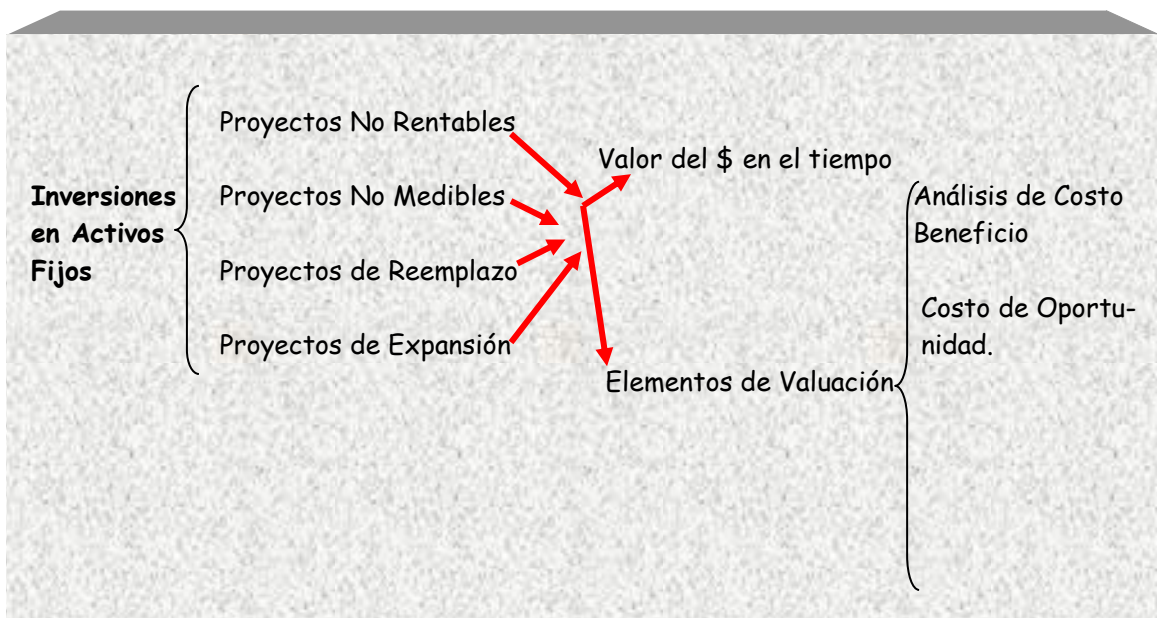 Inversiones
en Activos
Fijos
Proyectos No Rentables
Proyectos No Medibles
Proyectos de Reemplazo
Proyectos de Expansión
Valor del $ en el tiempo
Elementos de Valuación
Análisis de Costo
Beneficio
Costo de Oportu-
nidad.